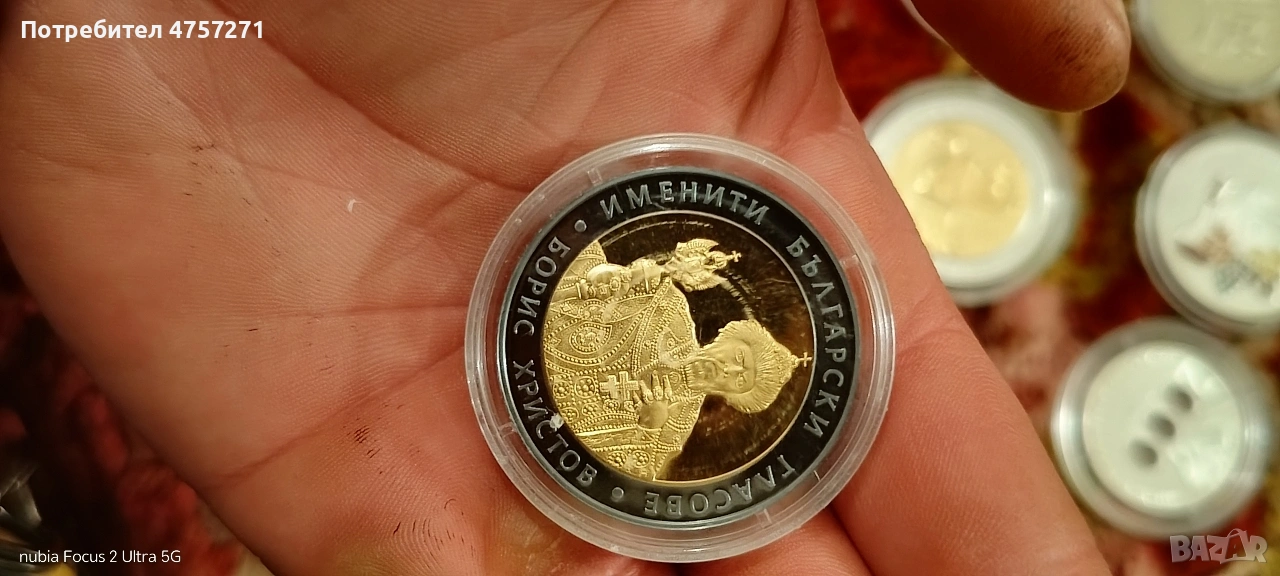 Потребител 4757271
ИМЕНИТИ БЪЛГАРСКИ ГЛАСОВЕ
БОРИС ХРИСТОВ
nubia Focus 2 Ultra 5G
BAZAR